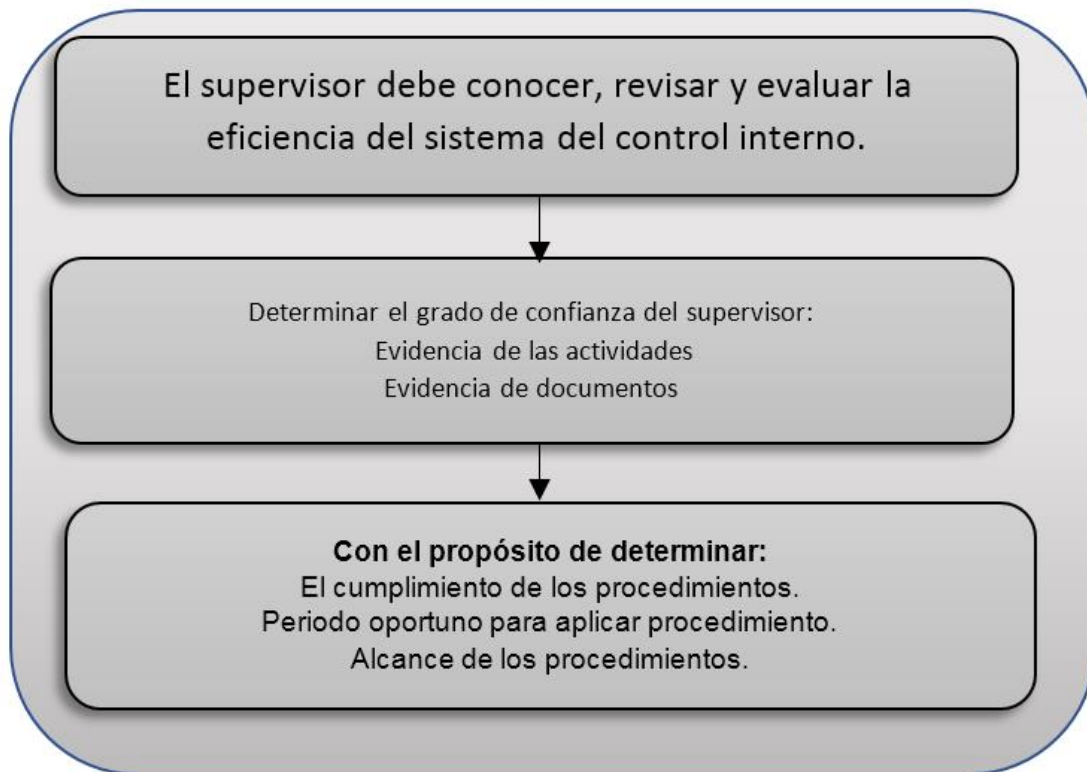 El supervisor debe conocer, revisar y evaluar la
eficiencia del sistema del control interno.
Determinar el grado de confianza del supervisor:
Evidencia de las actividades
Evidencia de documentos
Con el propósito de determinar:
El cumplimiento de los procedimientos.
Periodo oportuno para aplicar procedimiento.
Alcance de los procedimientos.